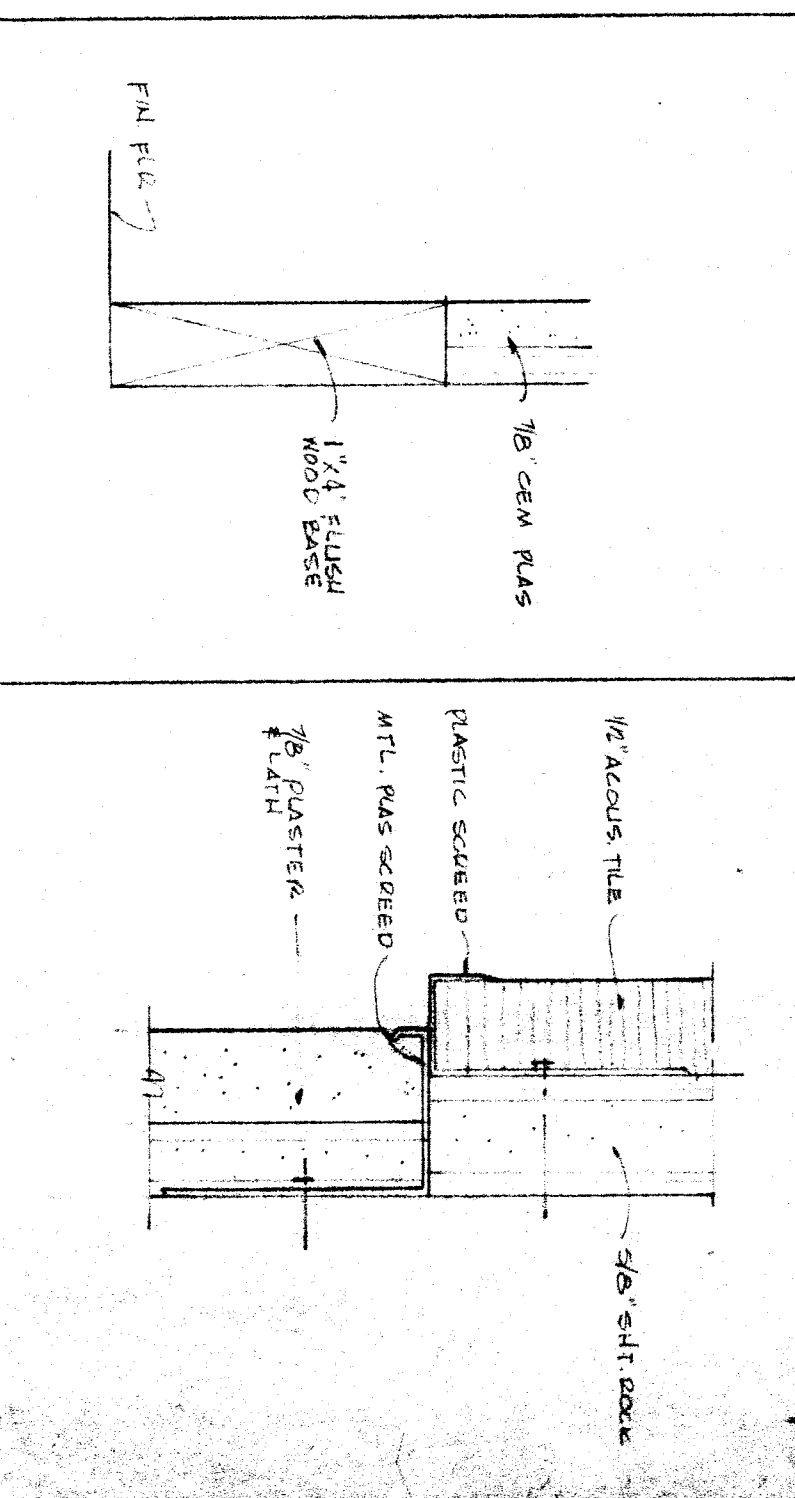 FIN. FLR
7/8" CEM PLAS
1"X4" FLUSH
WOOD BASE
1/2" ACOUS. TILE
PLASTIC SCREED
MTL. PLAS SCREED
7/8" PLASTER
& LATH
5/8" SHT. ROCK